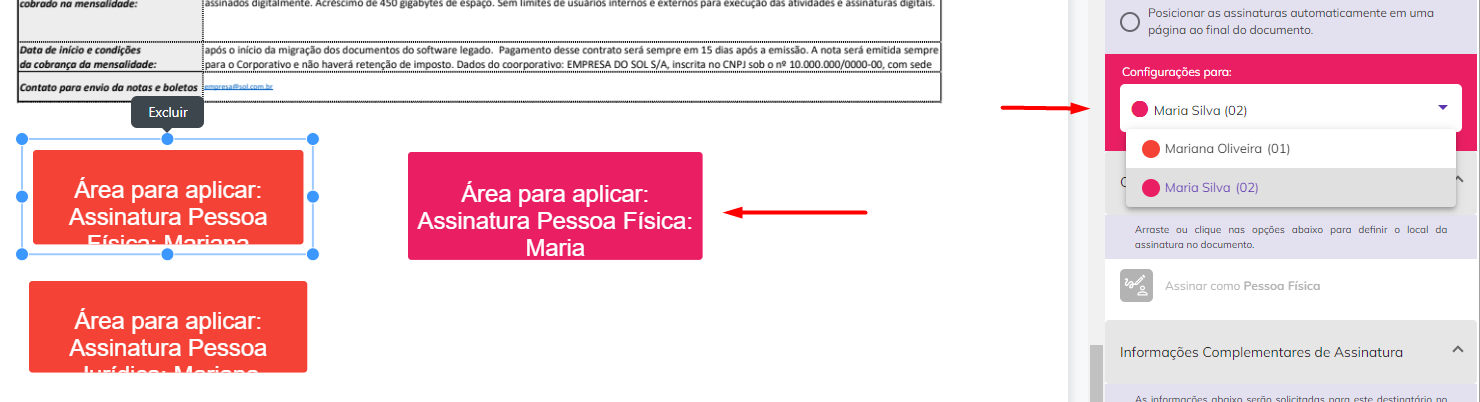 cobrado na mensalidade:
assinados digitalmente. Acréscimo de 450 gigabytes de espaço. Sem limites de usuários internos e externos para execução das atividades e assinaturas digitais.
Data de início e condições
da cobrança da mensalidade:
após o início da migração dos documentos do software legado. Pagamento desse contrato será sempre em 15 dias após a emissão. A nota será emitida sempre
para o Corporativo e não haverá retenção de imposto. Dados do coorporativo: EMPRESA DO SOL S/A, inscrita no CNPJ sob o nº 10.000.000/0000-00, com sede
Contato para envio da notas e boletos
empresa@sol.com.br
Excluir
Área para aplicar:
Assinatura Pessoa
Física: Mariana
Área para aplicar:
Assinatura Pessoa Física:
Maria
Área para aplicar:
Assinatura Pessoa
Jurídica: Mariana
Posicionar as assinaturas automaticamente em uma
página ao final do documento.
Configurações para:
Maria Silva (02)
Mariana Oliveira (01)
Maria Silva (02)
Arraste ou clique nas opções abaixo para definir o local da
assinatura no documento.
Assinar como Pessoa Física
Informações Complementares de Assinatura
As informações abaixo serão solicitadas para este destinatário no